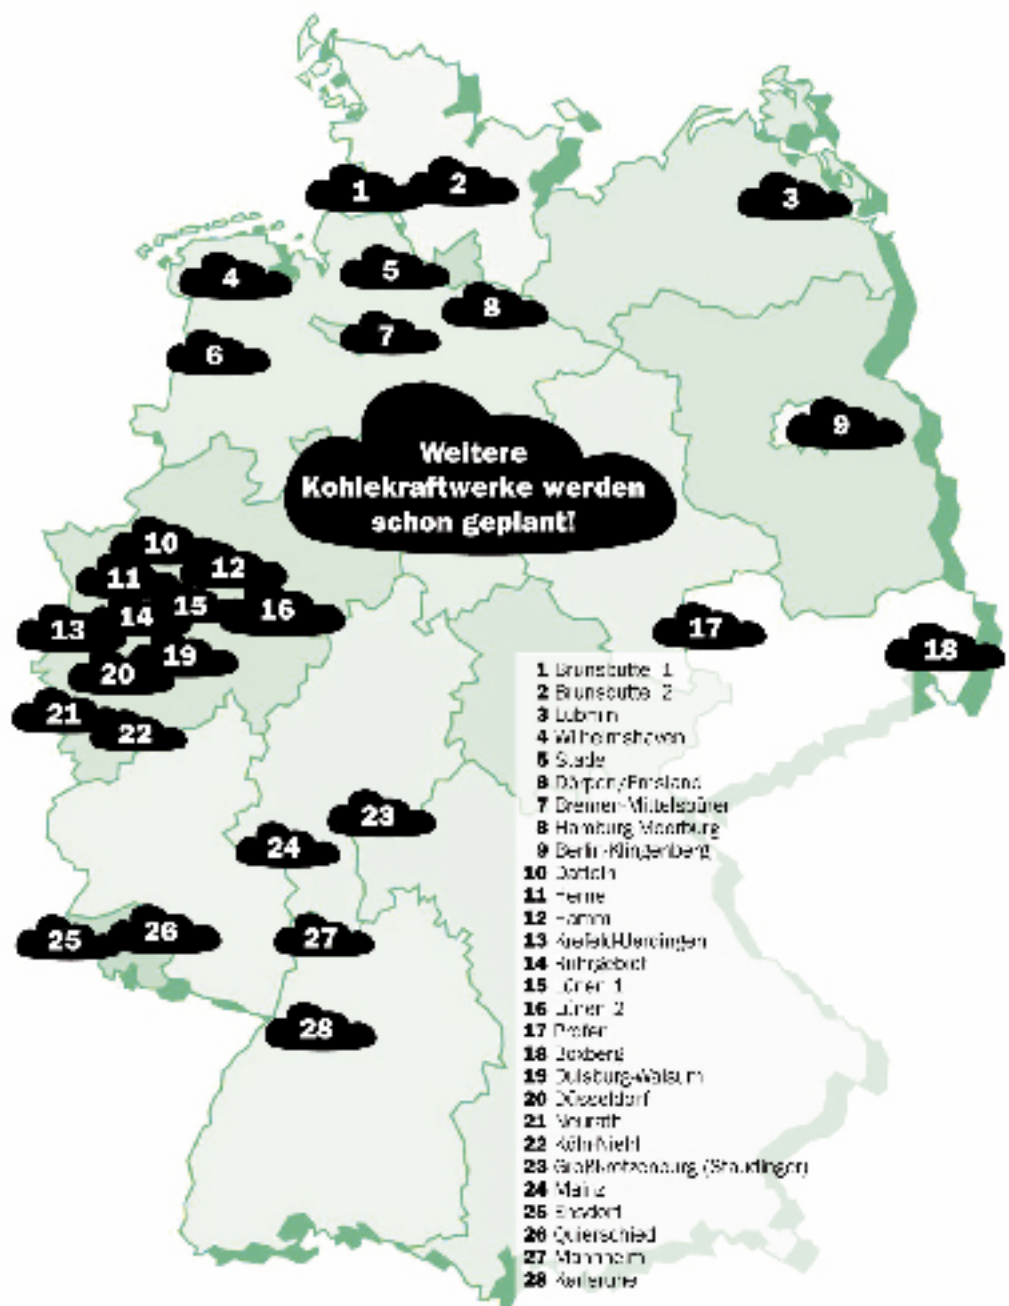 1
2
3
4
5
8
7
6
9
Weitere
Kohlekraftwerke werden
schon geplant!
10
12
11
15
16
14
13
19
20
21
22
17
18
23
24
25
26
27
28
1 Brunsbüttel 1
2 Brunsbüttel 2
3 Lubmin
4 Wilhelmshaven
5 Stade
6 Dörpen/Emsland
7 Bremen-Mittelsbüren
8 Hamburg-Moorburg
9 Berlin-Klingenberg
10 Datteln
11 Herne
12 Hamm
13 Krefeld-Uerdingen
14 Ruhrgebiet
15 Lünen 1
16 Lünen 2
17 Profen
18 Boxberg
19 Duisburg-Walsum
20 Düsseldorf
21 Neurath
22 Köln-Niehl
23 Großkrotzenburg (Staudinger)
24 Mainz
25 Ensdorf
26 Quierschied
27 Mannheim
28 Karlsruhe